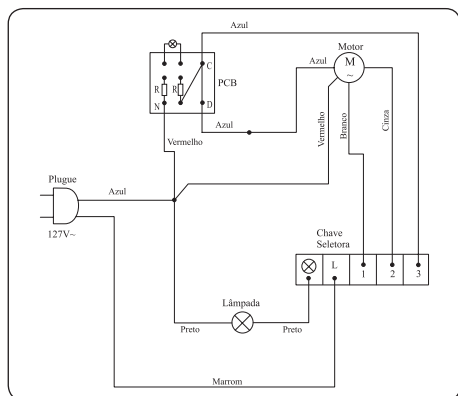 Azul
Motor
M
~
Azul
C
PCB
R
R
N
D
Azul
Vermelho
Vermelho
Branco
Cinza
Plugue
Azul
127V~
Chave
Seletora
L
1
2
3
Lâmpada
Preto
Preto
Marrom